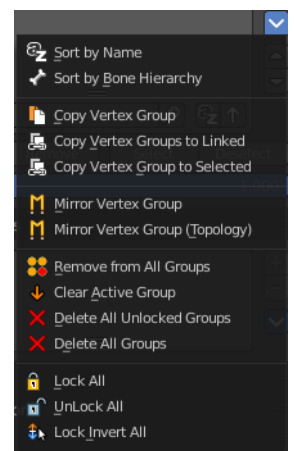 Sort by Name
Sort by Bone Hierarchy
Copy Vertex Group
Copy Vertex Groups to Linked
Copy Vertex Group to Selected
Mirror Vertex Group
Mirror Vertex Group (Topology)
Remove from All Groups
Clear Active Group
Delete All Unlocked Groups
Delete All Groups
Lock All
UnLock All
Lock Invert All